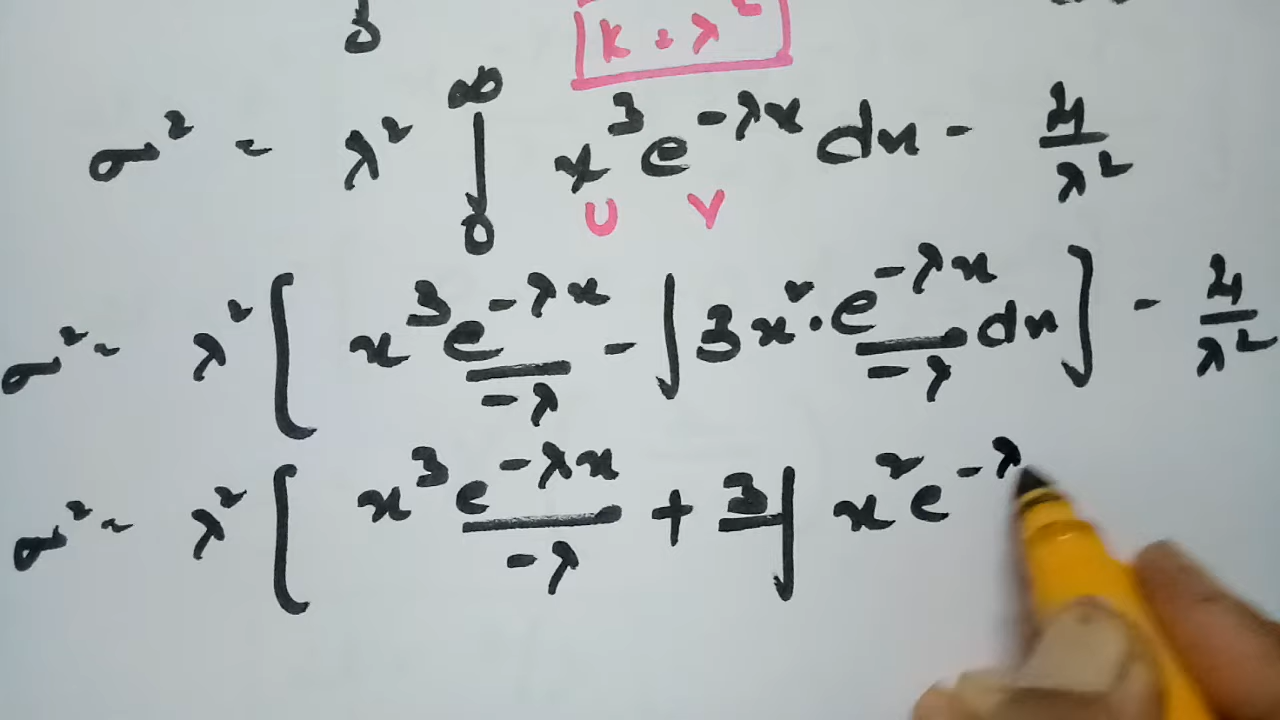 0
K = λ²
σ² = λ² ∫₀^∞ x³ e^-λx dx - 4/λ²
U V
σ² = λ² [ x³ e^-λx/-λ - ∫ 3x² . e^-λx/-λ dx ] - 4/λ²
σ² = λ² [ x³ e^-λx/-λ + 3 ∫ x² e^-λ